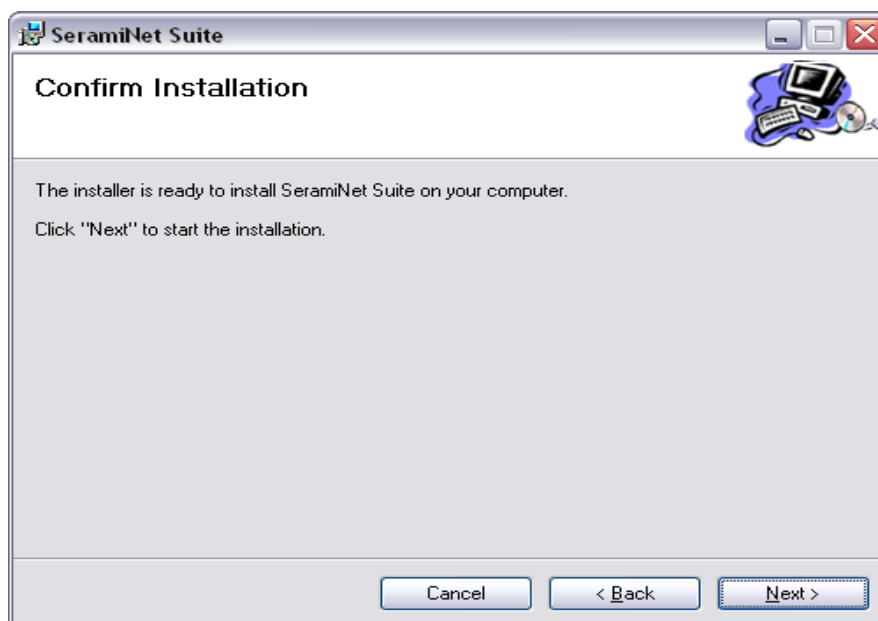 SeramiNet Suite
Confirm Installation
The installer is ready to install SeramiNet Suite on your computer.
Click "Next" to start the installation.
Cancel
< Back
Next >